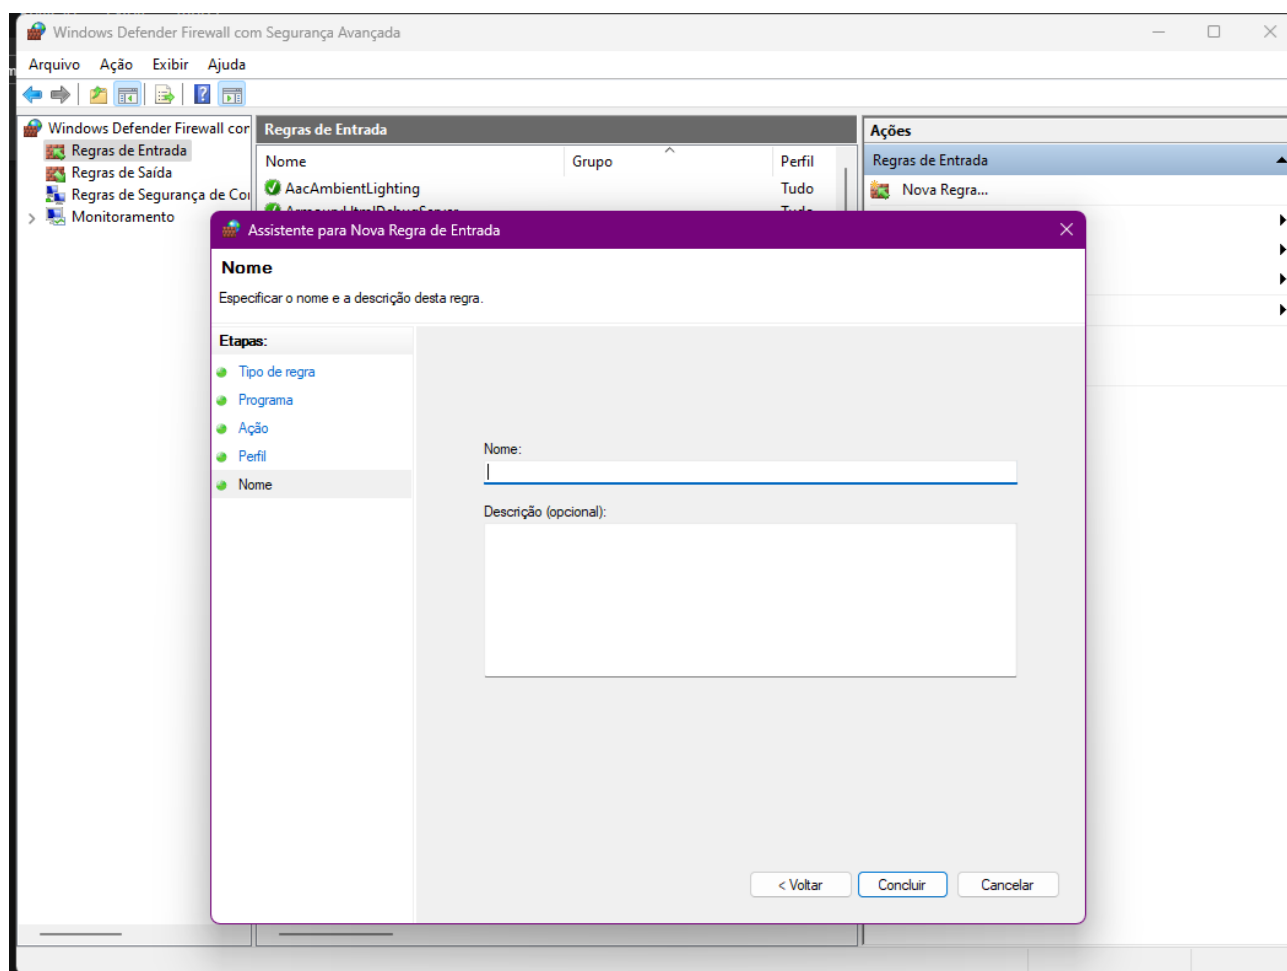 Windows Defender Firewall com Segurança Avançada
Arquivo Ação Exibir Ajuda
Windows Defender Firewall cor
Regras de Entrada
Regras de Saída
Regras de Segurança de Co
Monitoramento
Regras de Entrada
Nome Grupo Perfil
AacAmbientLighting Tudo
Ações
Regras de Entrada
Nova Regra...
Assistente para Nova Regra de Entrada
Nome
Especificar o nome e a descrição desta regra.
Etapas:
Tipo de regra
Programa
Ação
Perfil
Nome
Nome:
Descrição (opcional):
< Voltar Concluir Cancelar